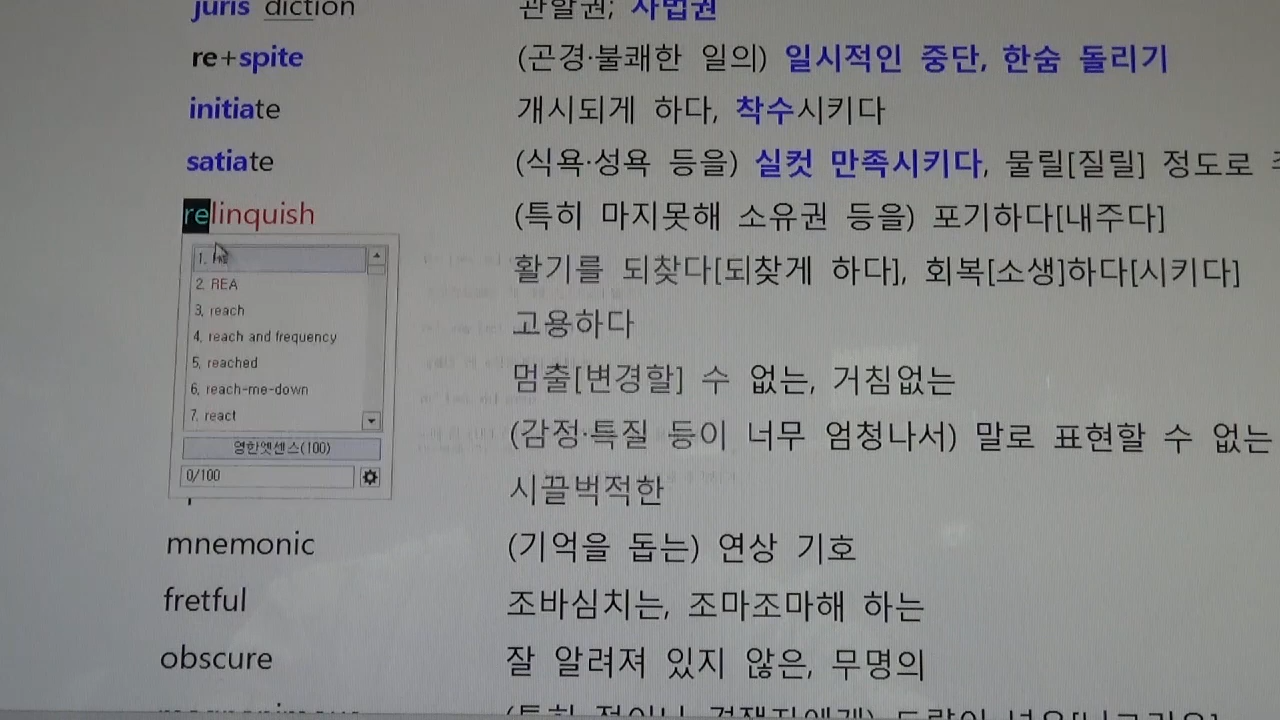 juris diction 관할권; 사법권
re+spite (곤경·불쾌한 일의) 일시적인 중단, 한숨 돌리기
initiate 개시되게 하다, 착수시키다
satiate (식욕·성욕 등을) 실컷 만족시키다, 물릴[질릴] 정도로
relinquish (특히 마지못해 소유권 등을) 포기하다[내주다]
1.
활기를 되찾다[되찾게 하다], 회복[소생]하다[시키다]
2. REA
3. reach
고용하다
4. reach and frequency
5. reached
멈출[변경할] 수 없는, 거침없는
6. reach-me-down
7. react
(감정·특질 등이 너무 엄청나서) 말로 표현할 수 없는
영한엣센스(100)
0/100
시끌벅적한
mnemonic (기억을 돕는) 연상 기호
fretful 조바심치는, 조마조마해 하는
obscure 잘 알려져 있지 않은, 무명의